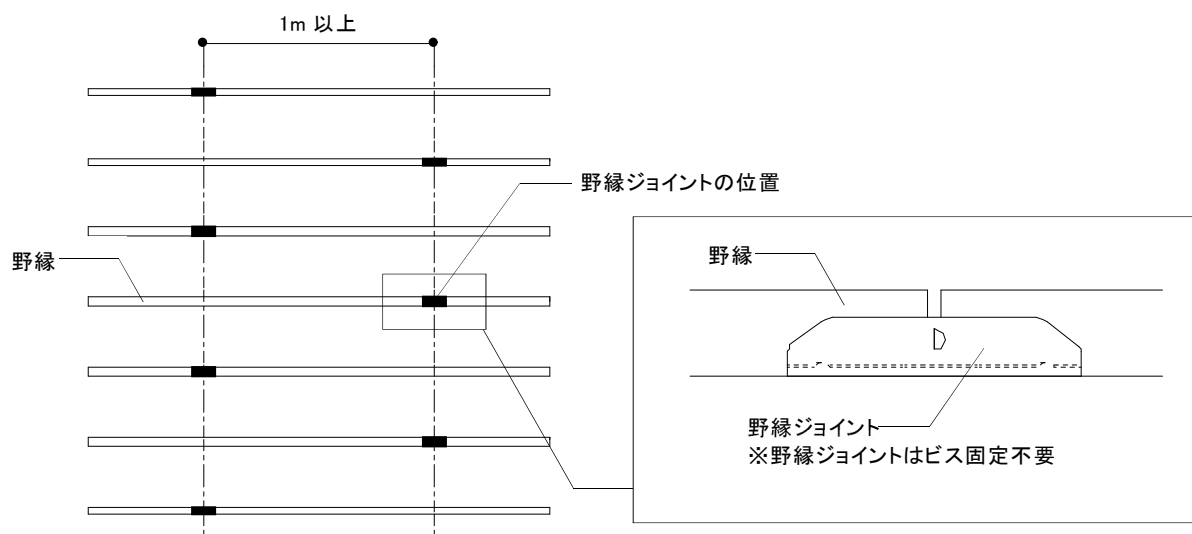 1m 以上
野縁ジョイントの位置
野縁
野縁
野縁ジョイント
※野縁ジョイントはビス固定不要